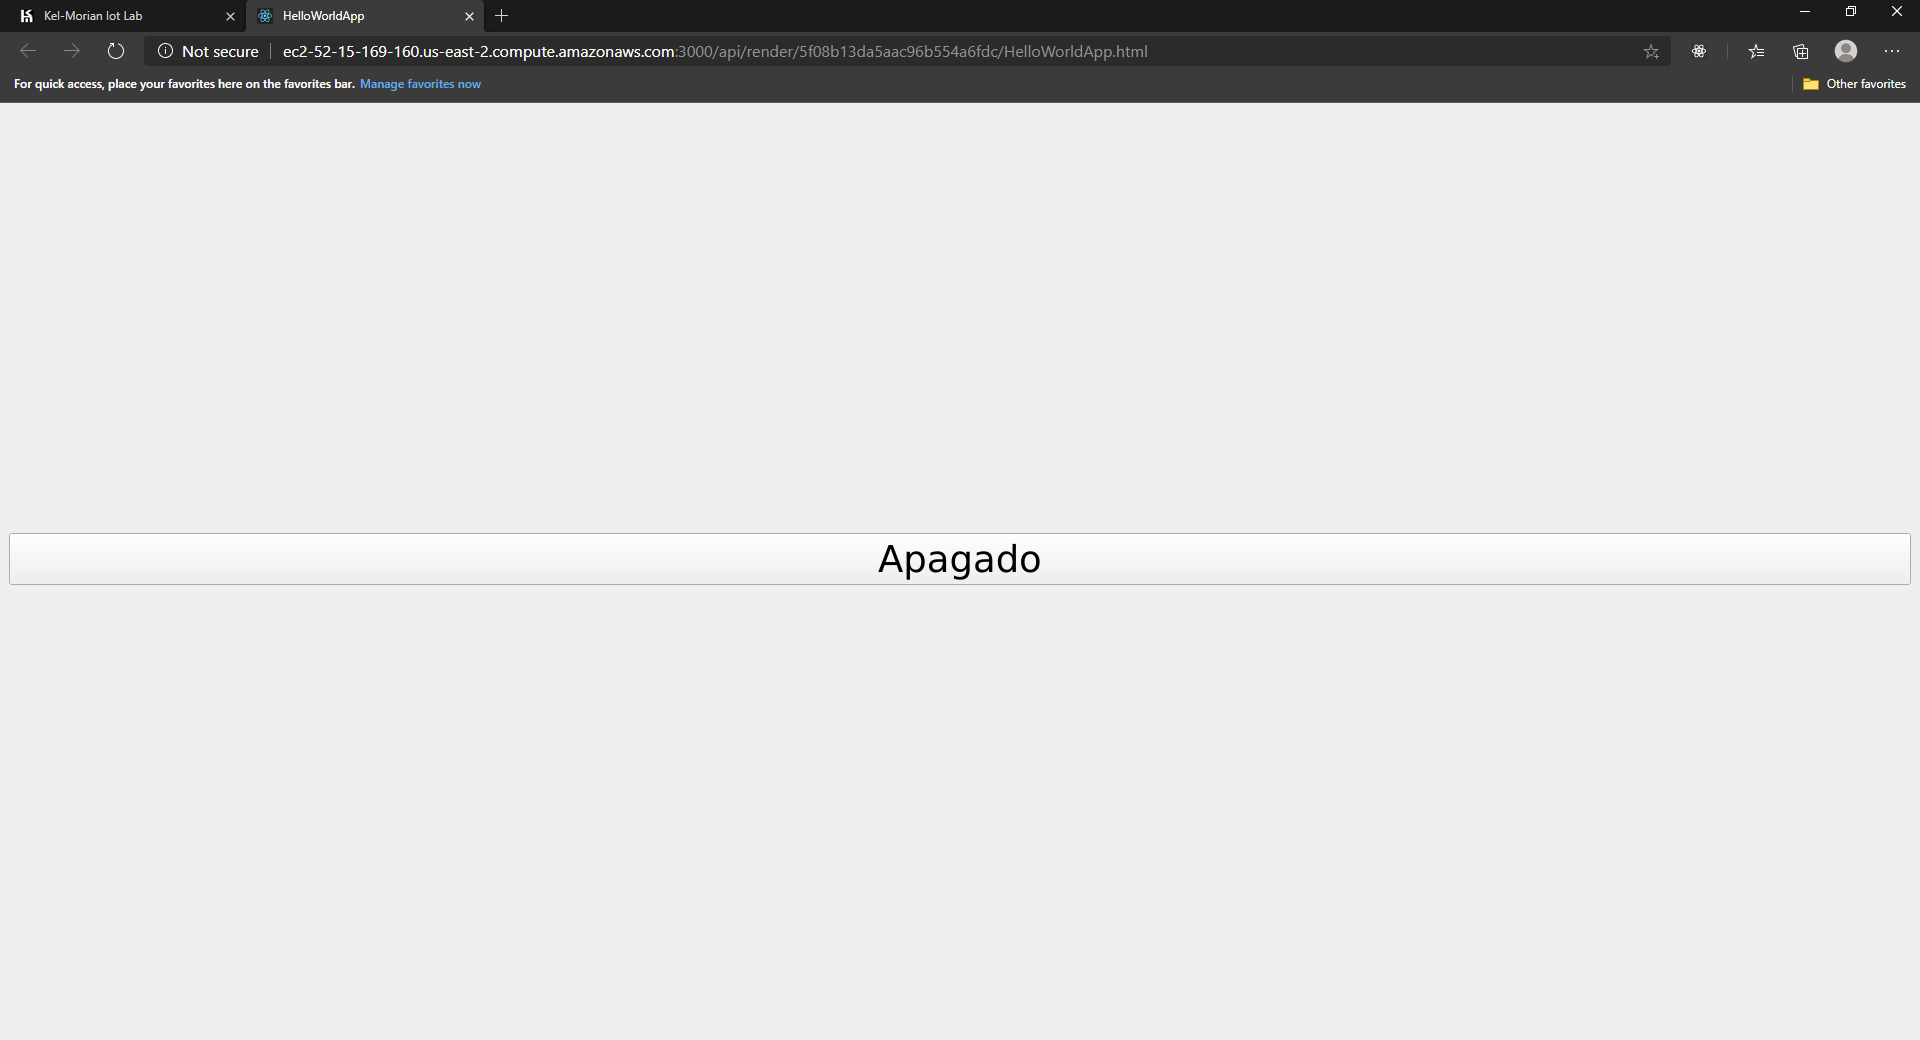 Kel-Morian Iot Lab
HelloWorldApp
Not secure
ec2-52-15-169-160.us-east-2.compute.amazonaws.com:3000/api/render/5f08b13da5aac96b554a6fdc/HelloWorldApp.html
For quick access, place your favorites here on the favorites bar. Manage favorites now
Other favorites
Apagado